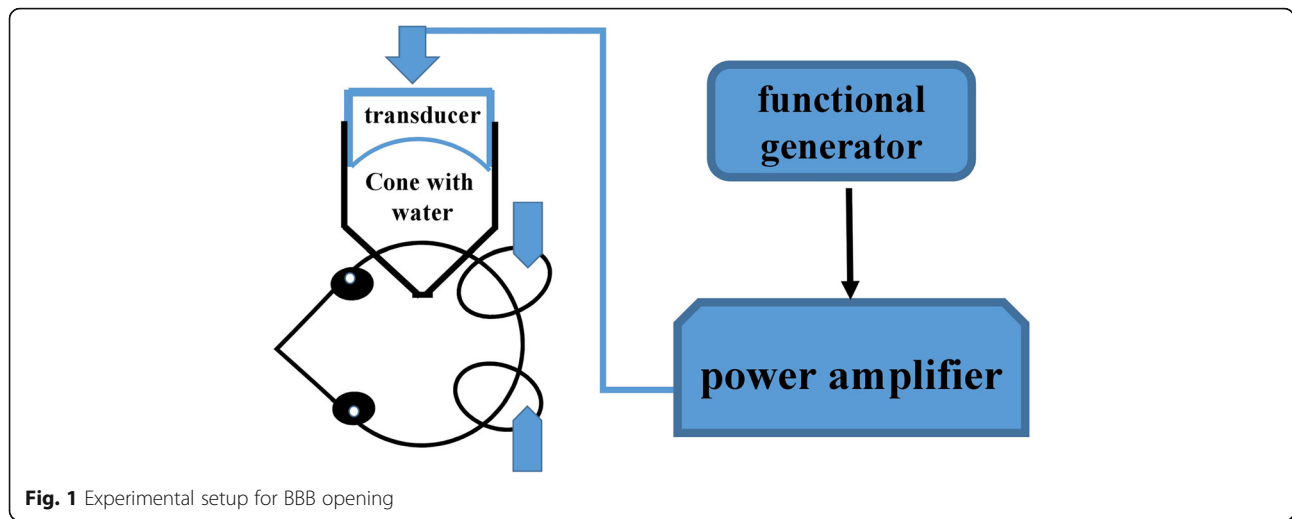 transducer
Cone with
water
functional
generator
power amplifier
Fig. 1 Experimental setup for BBB opening